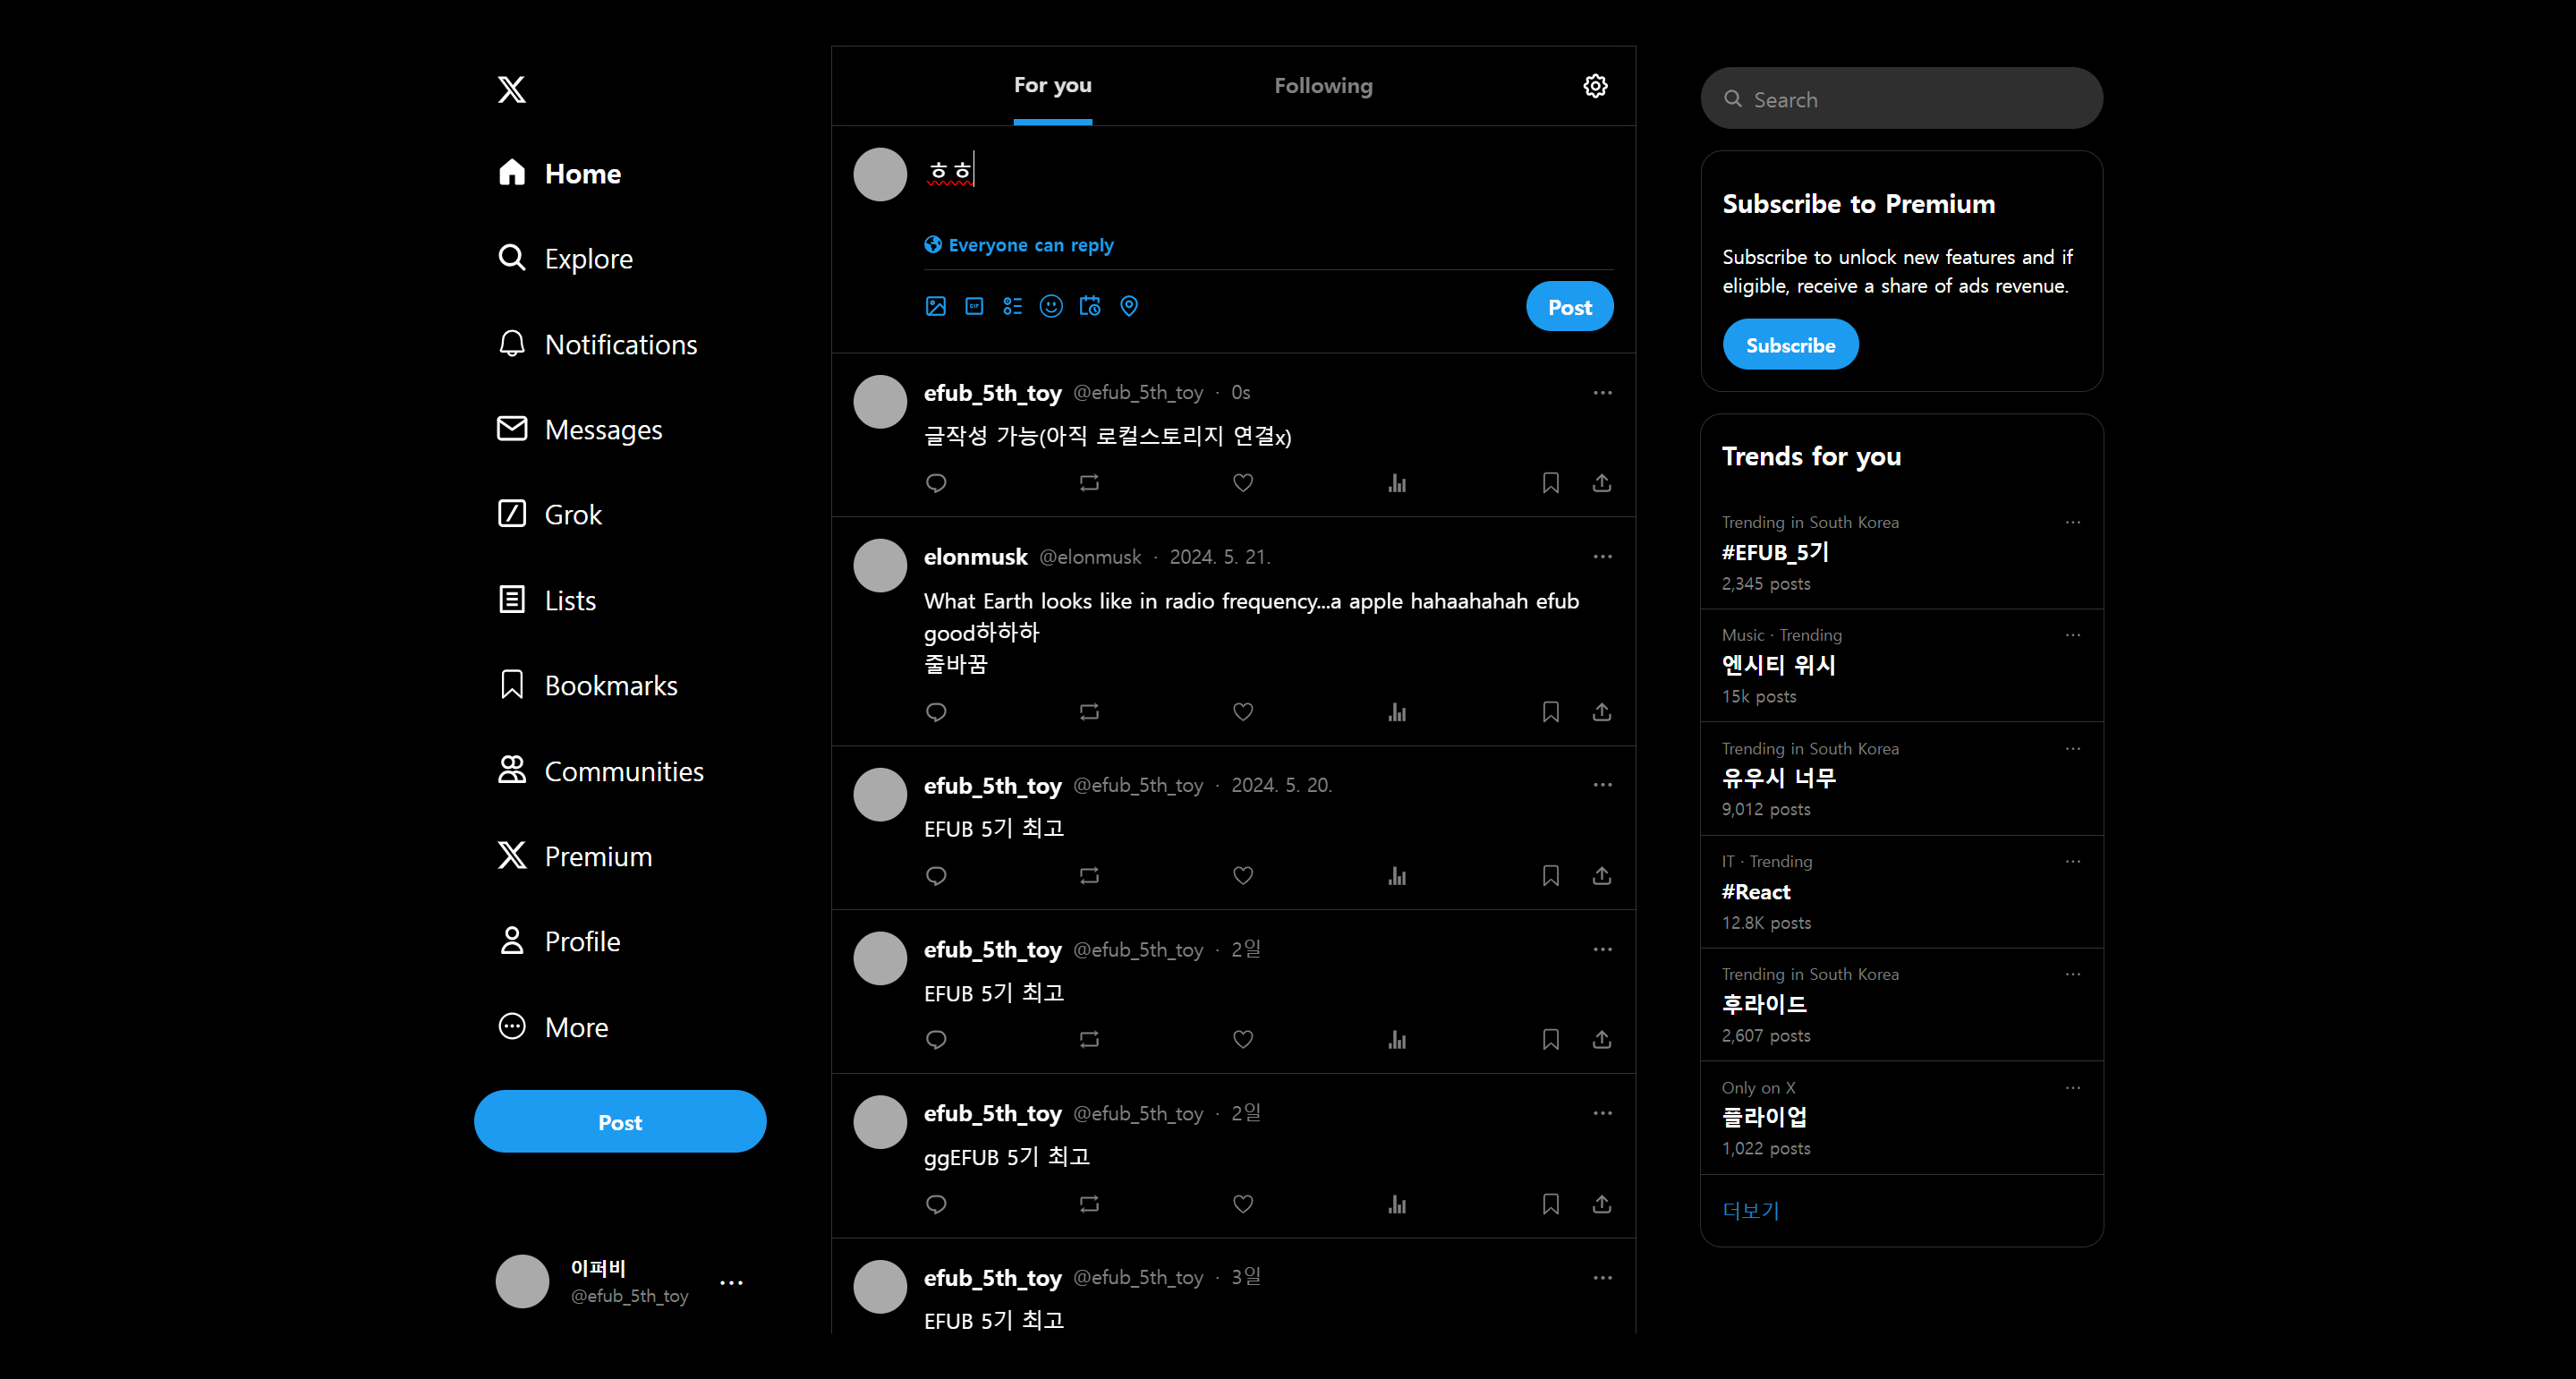 Home
Explore
Notifications
Messages
Grok
Lists
Bookmarks
Communities
Premium
Profile
More
Post
이퍼비
@efub_5th_toy
For you
Following
ㅎㅎ
Everyone can reply
GIF
Post
efub_5th_toy @efub_5th_toy · 0s
글작성 가능(아직 로컬스토리지 연결x)
elonmusk @elonmusk · 2024. 5. 21.
What Earth looks like in radio frequency...a apple hahaahahah efub
good하하하
줄바꿈
efub_5th_toy @efub_5th_toy · 2024. 5. 20.
EFUB 5기 최고
efub_5th_toy @efub_5th_toy · 2일
EFUB 5기 최고
efub_5th_toy @efub_5th_toy · 2일
ggEFUB 5기 최고
efub_5th_toy @efub_5th_toy · 3일
EFUB 5기 최고
Search
Subscribe to Premium
Subscribe to unlock new features and if
eligible, receive a share of ads revenue.
Subscribe
Trends for you
Trending in South Korea
#EFUB_5기
2,345 posts
Music · Trending
엔시티 위시
15k posts
Trending in South Korea
유우시 너무
9,012 posts
IT · Trending
#React
12.8K posts
Trending in South Korea
후라이드
2,607 posts
Only on X
플라이업
1,022 posts
더보기